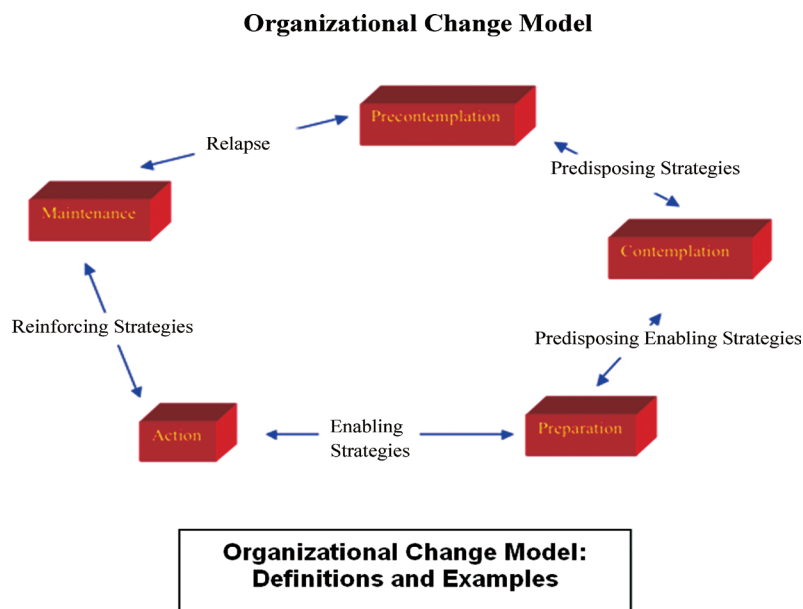 Organizational Change Model
Precontemplation
Relapse
Predisposing Strategies
Maintenance
Contemplation
Reinforcing Strategies
Predisposing Enabling Strategies
Action
Enabling
Strategies
Preparation
Organizational Change Model:
Definitions and Examples